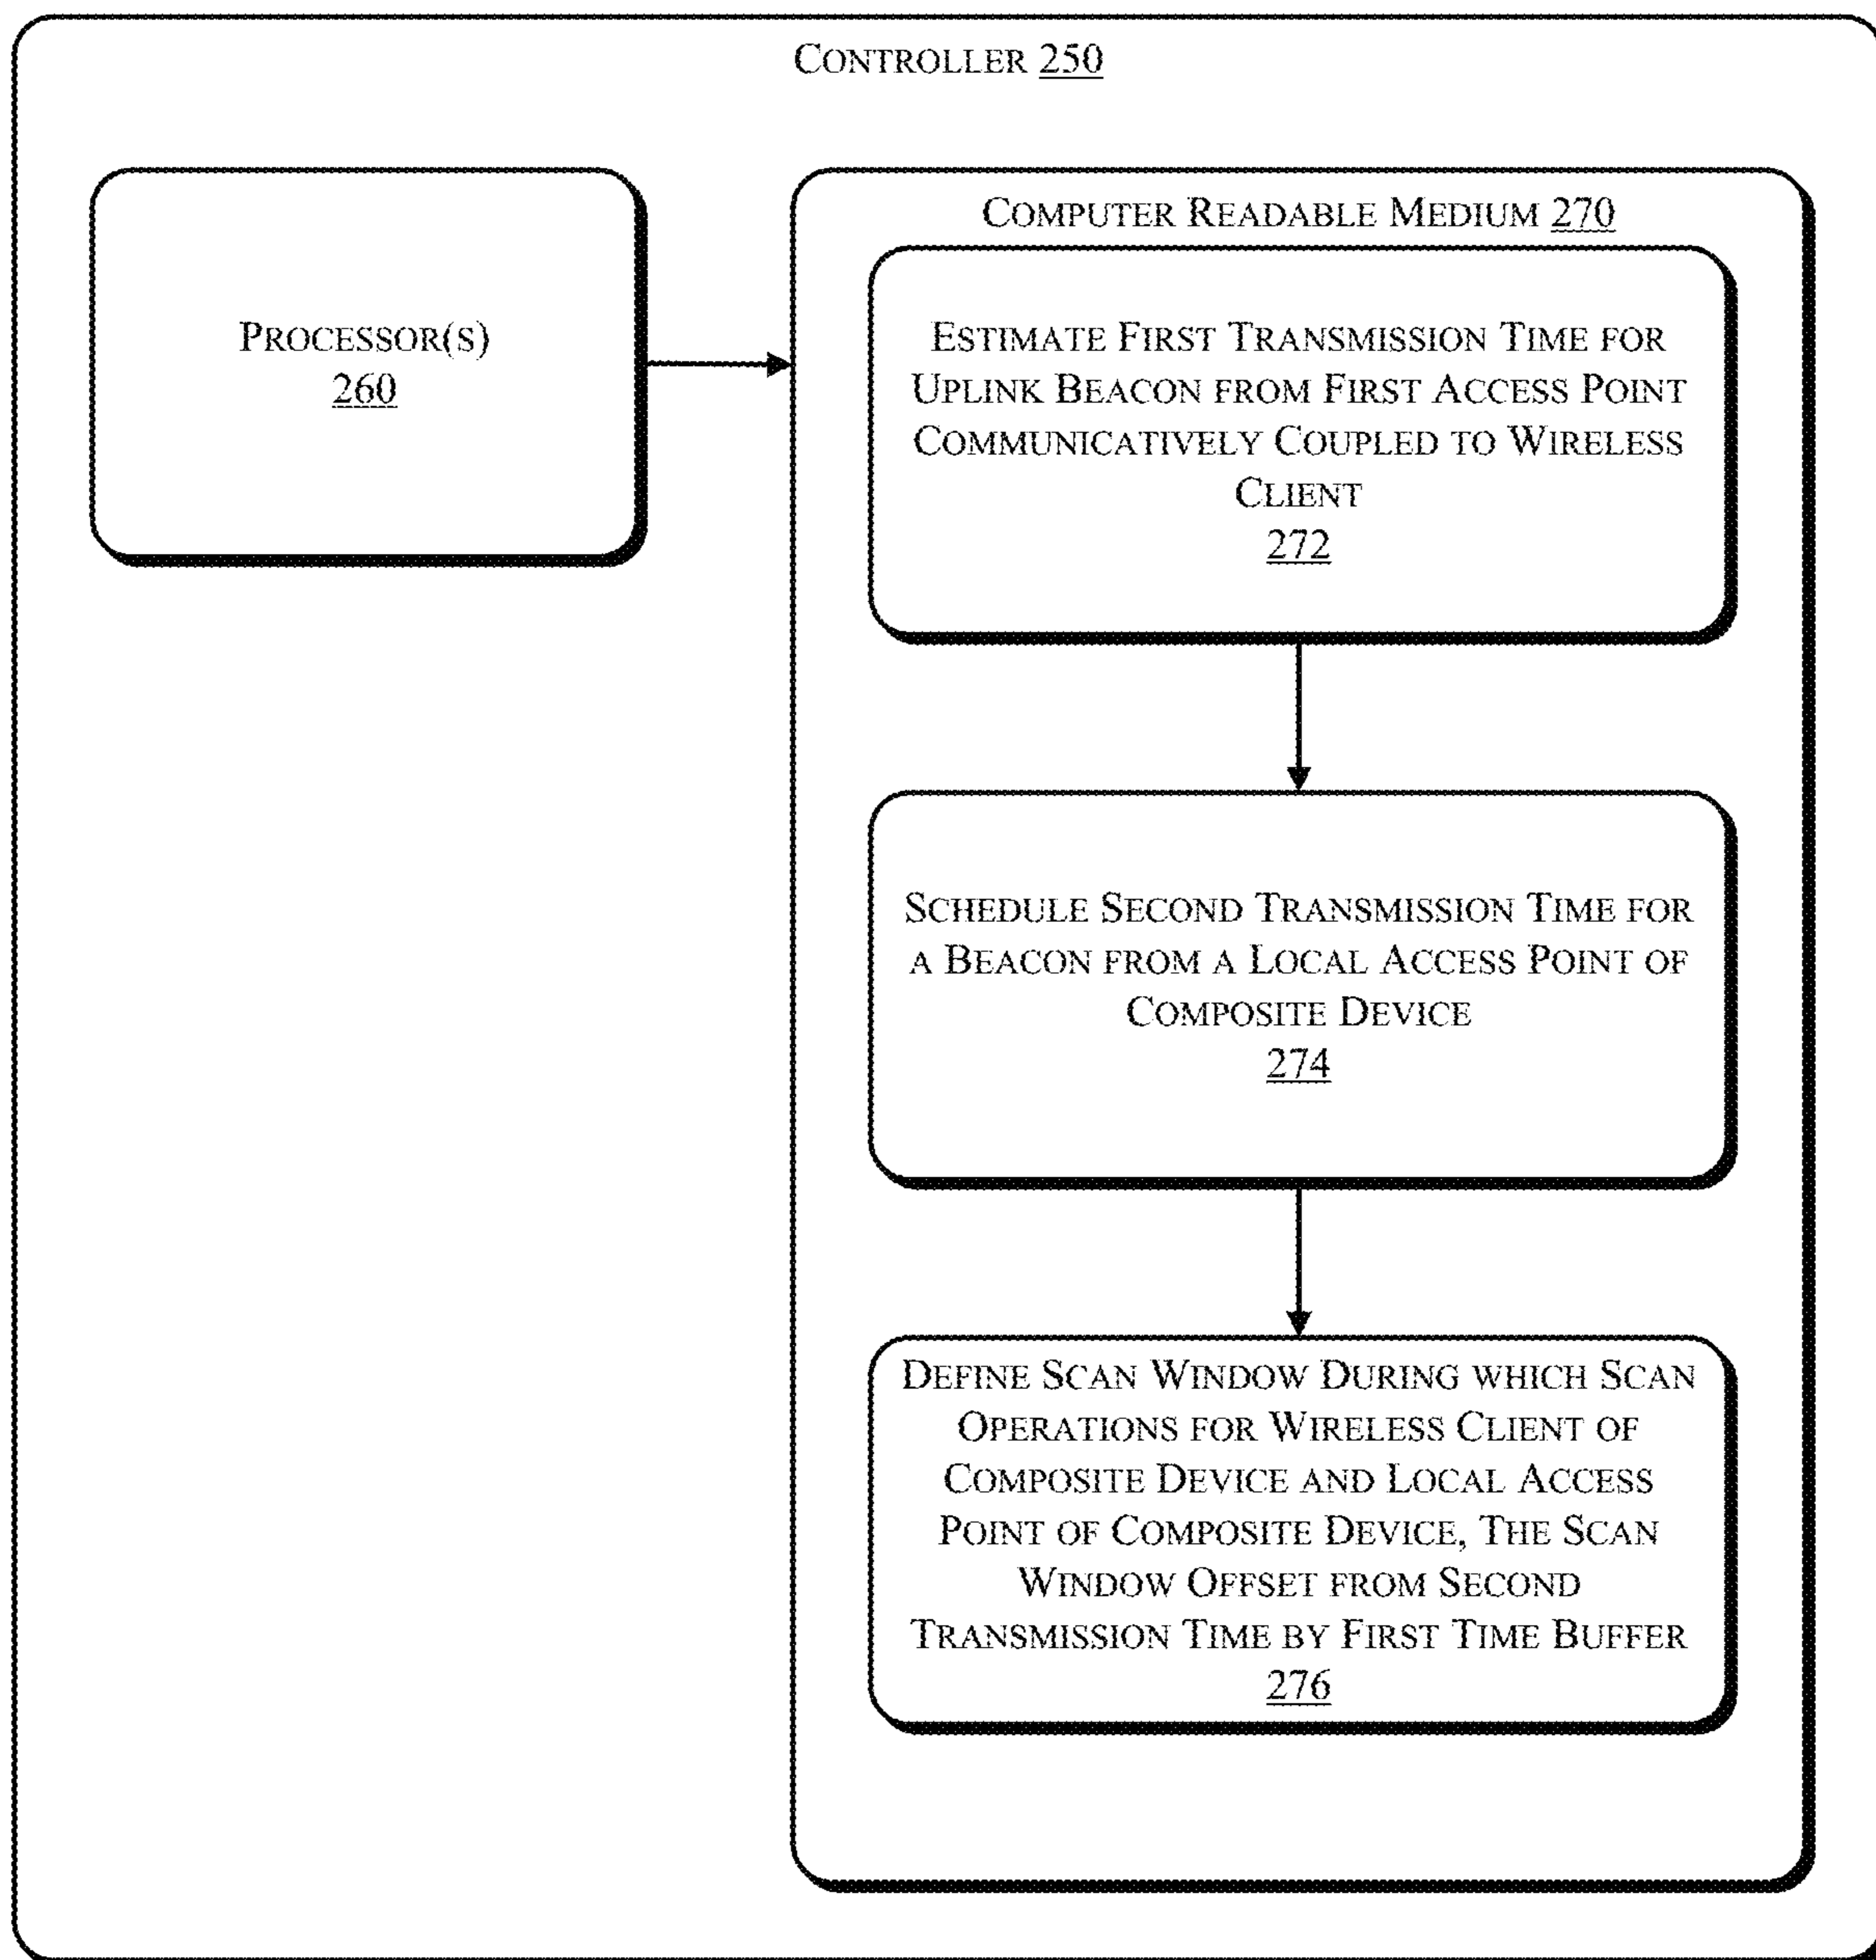 CONTROLLER 250
PROCESSOR(S)
260
COMPUTER READABLE MEDIUM 270
ESTIMATE FIRST TRANSMISSION TIME FOR
UPLINK BEACON FROM FIRST ACCESS POINT
COMMUNICATIVELY COUPLED TO WIRELESS
CLIENT
272
SCHEDULE SECOND TRANSMISSION TIME FOR
A BEACON FROM A LOCAL ACCESS POINT OF
COMPOSITE DEVICE
274
DEFINE SCAN WINDOW DURING WHICH SCAN
OPERATIONS FOR WIRELESS CLIENT OF
COMPOSITE DEVICE AND LOCAL ACCESS
POINT OF COMPOSITE DEVICE, THE SCAN
WINDOW OFFSET FROM SECOND
TRANSMISSION TIME BY FIRST TIME BUFFER
276